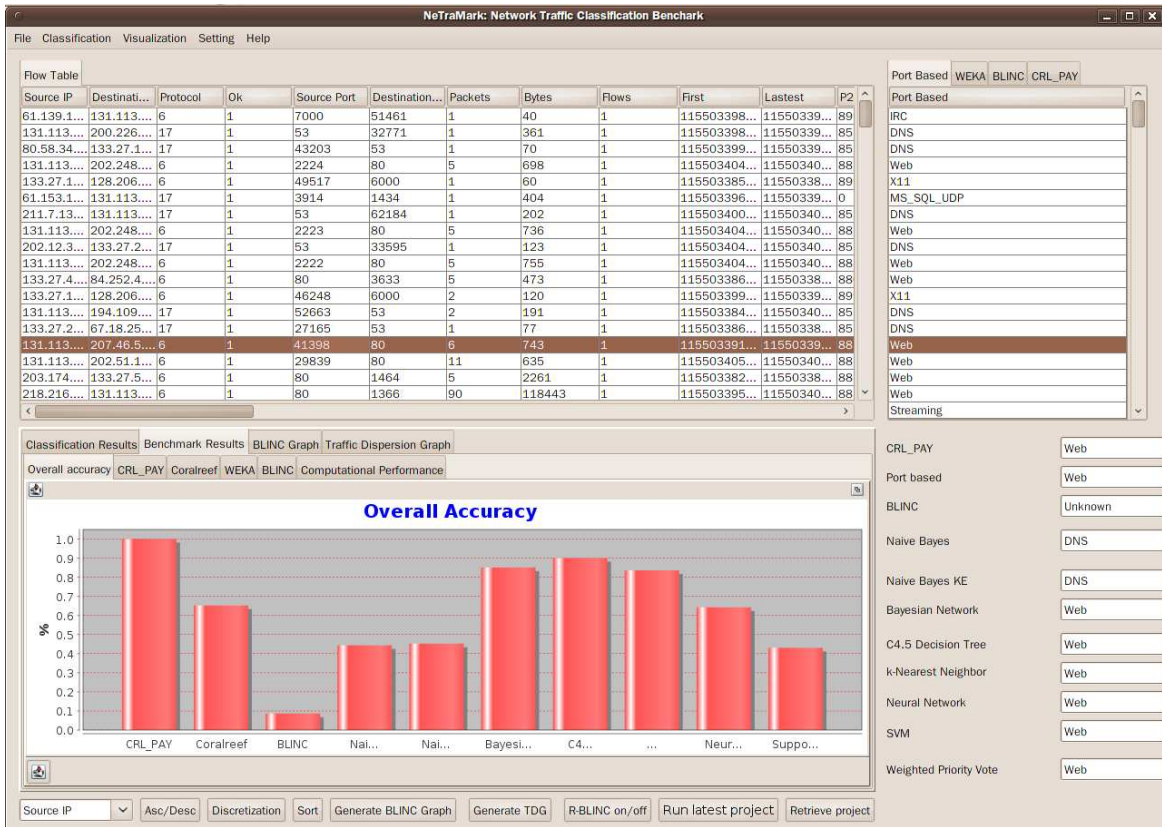 NeTraMark: Network Traffic Classification Benchark
File Classification Visualization Setting Help
Flow Table
Source IP Destinati... Protocol Ok Source Port Destination... Packets Bytes Flows First Lastest P2
61.139.1... 131.113.... 6 1 7000 51461 1 40 1 115503398... 11550339... 89
131.113.... 200.226.... 17 1 53 32771 1 361 1 115503398... 11550339... 85
80.58.34.... 133.27.1... 17 1 43203 53 1 70 1 115503399... 11550339... 85
131.113.... 202.248.... 6 1 2224 80 5 698 1 115503404... 11550340... 88
133.27.1... 128.206.... 6 1 49517 6000 1 60 1 115503385... 11550338... 89
61.153.1... 131.113.... 17 1 3914 1434 1 404 1 115503396... 11550339... 0
211.7.13... 131.113.... 17 1 53 62184 1 202 1 115503400... 11550340... 85
131.113.... 202.248.... 6 1 2223 80 5 736 1 115503404... 11550340... 88
202.12.3... 133.27.2... 17 1 53 33595 1 123 1 115503404... 11550340... 85
131.113.... 202.248.... 6 1 2222 80 5 755 1 115503404... 11550340... 88
133.27.4... 84.252.4... 6 1 80 3633 5 473 1 115503386... 11550338... 88
133.27.1... 128.206.... 6 1 46248 6000 2 120 1 115503399... 11550339... 89
131.113.... 194.109.... 17 1 52663 53 2 191 1 115503384... 11550340... 85
133.27.2... 67.18.25... 17 1 27165 53 1 77 1 115503386... 11550338... 85
131.113.... 207.46.5... 6 1 41398 80 6 743 1 115503391... 11550339... 88
131.113.... 202.51.1... 6 1 29839 80 11 635 1 115503405... 11550340... 88
203.174.... 133.27.5... 6 1 80 1464 5 2261 1 115503382... 11550338... 88
218.216.... 131.113.... 6 1 80 1366 90 118443 1 115503395... 11550340... 88
Port Based WEKA BLINC CRL_PAY
Port Based
IRC
DNS
DNS
Web
X11
MS_SQL_UDP
DNS
Web
DNS
Web
Web
X11
DNS
DNS
Web
Web
Web
Web
Streaming
Classification Results Benchmark Results BLINC Graph Traffic Dispersion Graph
Overall accuracy CRL_PAY Coralreef WEKA BLINC Computational Performance
Overall Accuracy
%
1.0
0.9
0.8
0.7
0.6
0.5
0.4
0.3
0.2
0.1
0.0
CRL_PAY Coralreef BLINC Nai... Nai... Bayesi... C4... ... Neur... Suppo...
CRL_PAY Web
Port based Web
BLINC Unknown
Naive Bayes DNS
Naive Bayes KE DNS
Bayesian Network Web
C4.5 Decision Tree Web
k-Nearest Neighbor Web
Neural Network Web
SVM Web
Weighted Priority Vote Web
Source IP Asc/Desc Discretization Sort Generate BLINC Graph Generate TDG R-BLINC on/off Run latest project Retrieve project